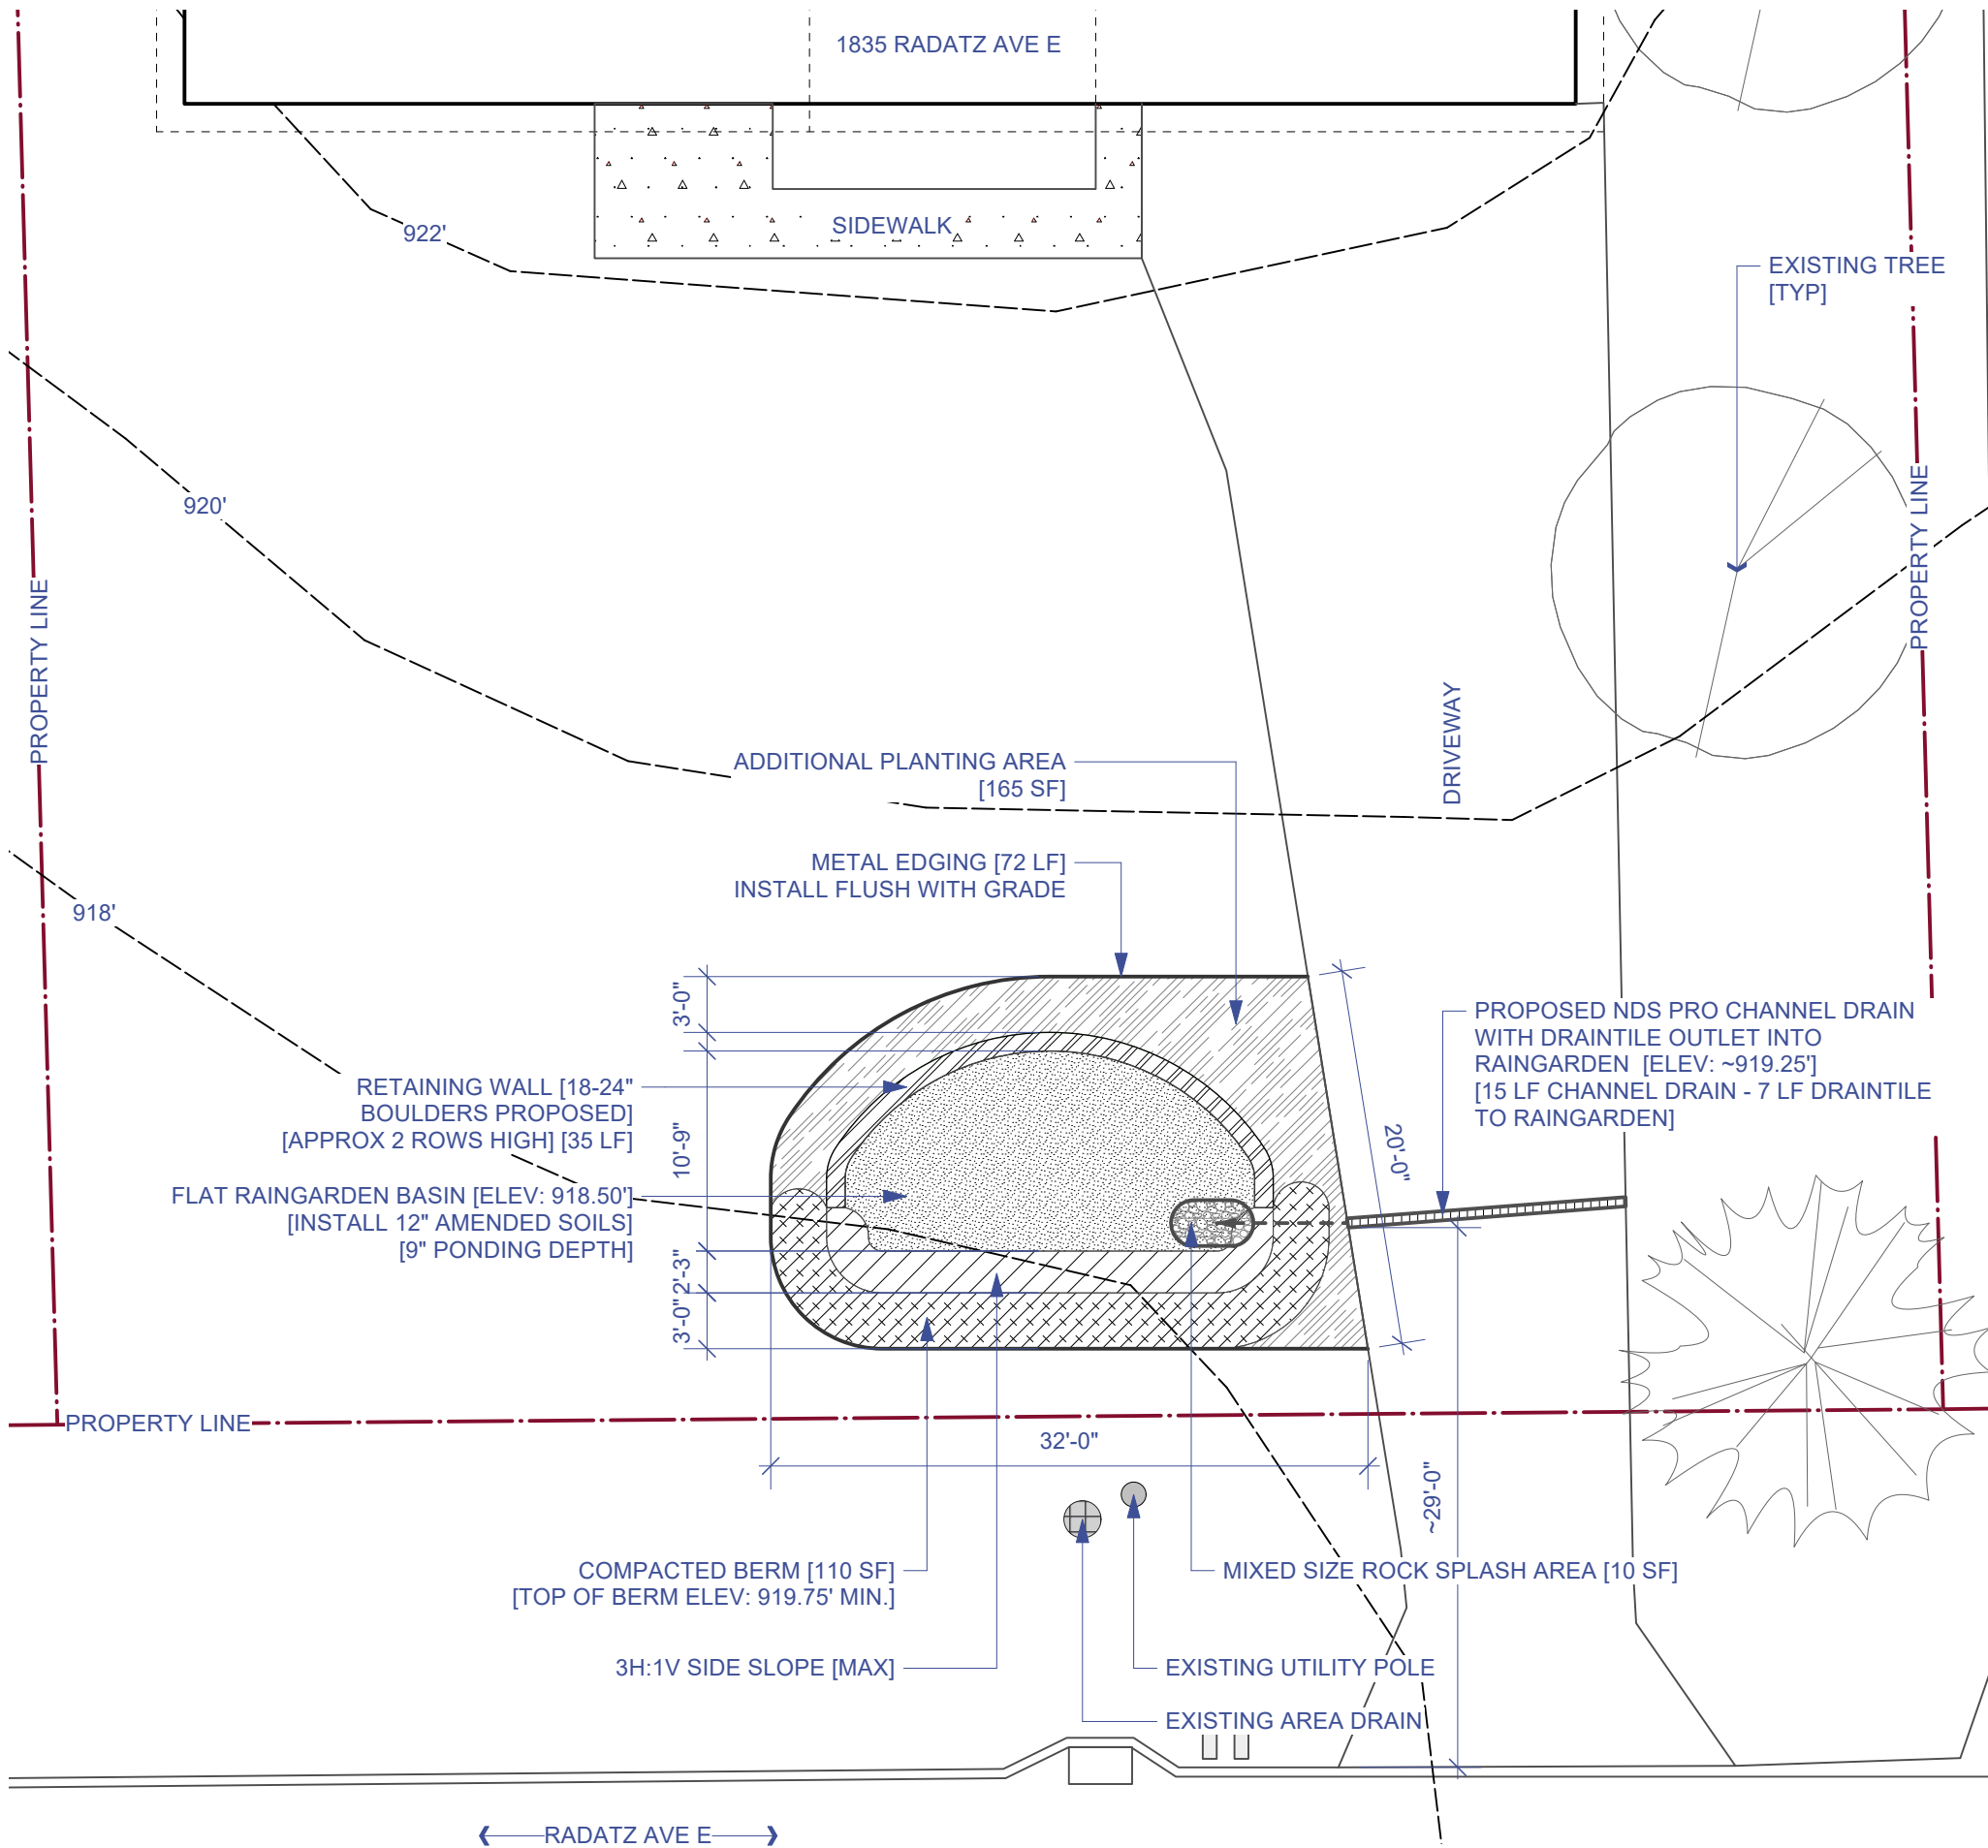 1835 RADATZ AVE E
SIDEWALK
922'
EXISTING TREE
[TYP]
920'
PROPERTY LINE
PROPERTY LINE
DRIVEWAY
ADDITIONAL PLANTING AREA
[165 SF]
METAL EDGING [72 LF]
INSTALL FLUSH WITH GRADE
918'
3'-0"
10'-9"
2'-3"
3'-0"
20'-0"
PROPOSED NDS PRO CHANNEL DRAIN
WITH DRAINTILE OUTLET INTO
RAINGARDEN [ELEV: ~919.25']
[15 LF CHANNEL DRAIN - 7 LF DRAINTILE
TO RAINGARDEN]
RETAINING WALL [18-24"
BOULDERS PROPOSED]
[APPROX 2 ROWS HIGH] [35 LF]
FLAT RAINGARDEN BASIN [ELEV: 918.50']
[INSTALL 12" AMENDED SOILS]
[9" PONDING DEPTH]
PROPERTY LINE
32'-0"
~29'-0"
COMPACTED BERM [110 SF]
[TOP OF BERM ELEV: 919.75' MIN.]
MIXED SIZE ROCK SPLASH AREA [10 SF]
3H:1V SIDE SLOPE [MAX]
EXISTING UTILITY POLE
EXISTING AREA DRAIN
RADATZ AVE E